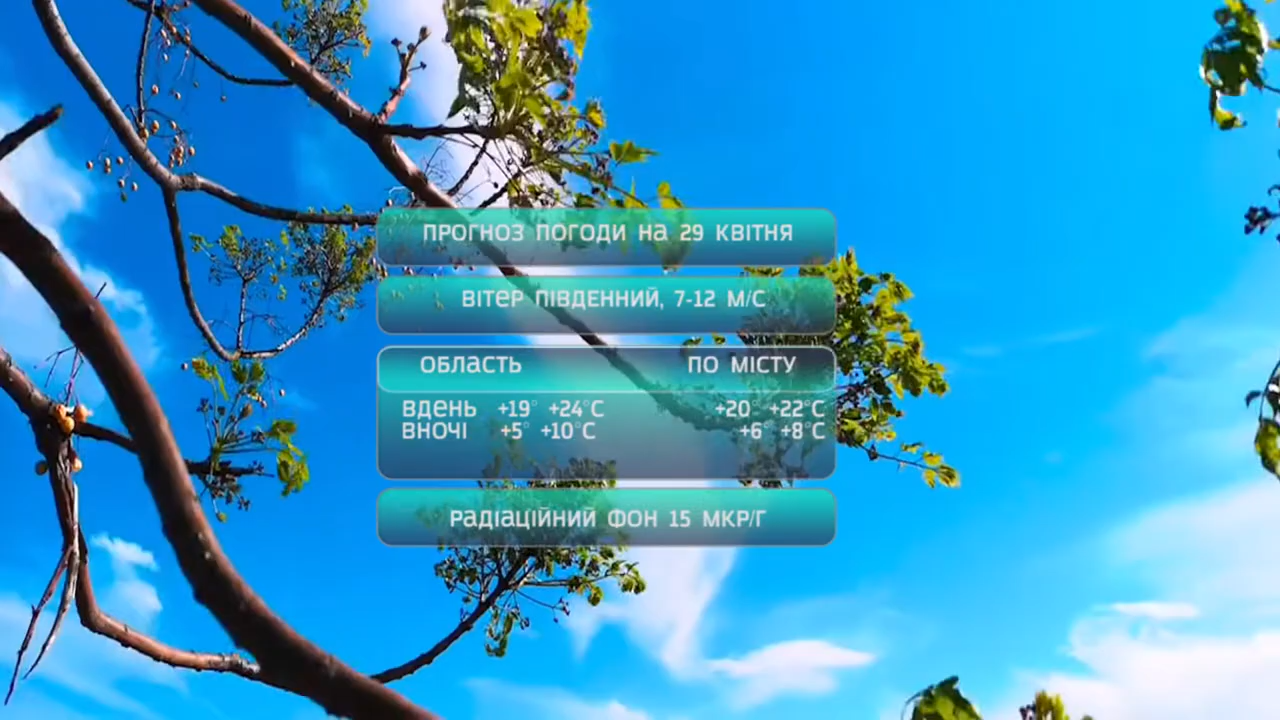 ПРОГНОЗ ПОГОДИ на 29 КВІТНЯ
ВІТер ПІВДЕННИЙ, 7-12 М/С
ОБЛаСТЬ ПО МІСТУ
ВДеНЬ +19° +24°С +20° +22°С
ВНОЧІ +5° +10°С +6° +8°С
РаДІаЦІЙНИЙ ФОН 15 МКР/Г